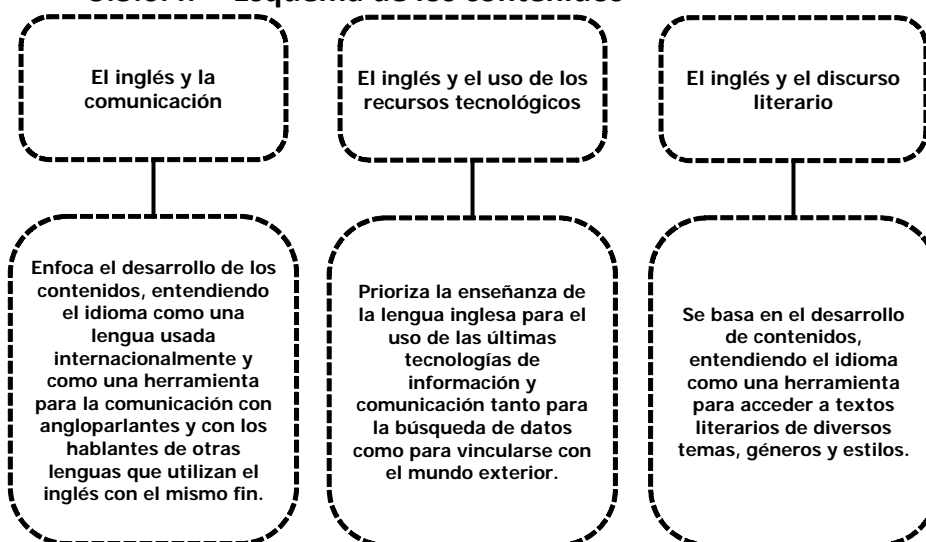 Esquema de los contenidos
El inglés y la
comunicación
El inglés y el uso de los
recursos tecnológicos
El inglés y el discurso
literario
Enfoca el desarrollo de los
contenidos, entendiendo
el idioma como una
lengua usada
internacionalmente y
como una herramienta
para la comunicación con
angloparlantes y con los
hablantes de otras
lenguas que utilizan el
inglés con el mismo fin.
Prioriza la enseñanza de
la lengua inglesa para el
uso de las últimas
tecnologías de
información y
comunicación tanto para
la búsqueda de datos
como para vincularse con
el mundo exterior.
Se basa en el desarrollo
de contenidos,
entendiendo el idioma
como una herramienta
para acceder a textos
literarios de diversos
temas, géneros y estilos.